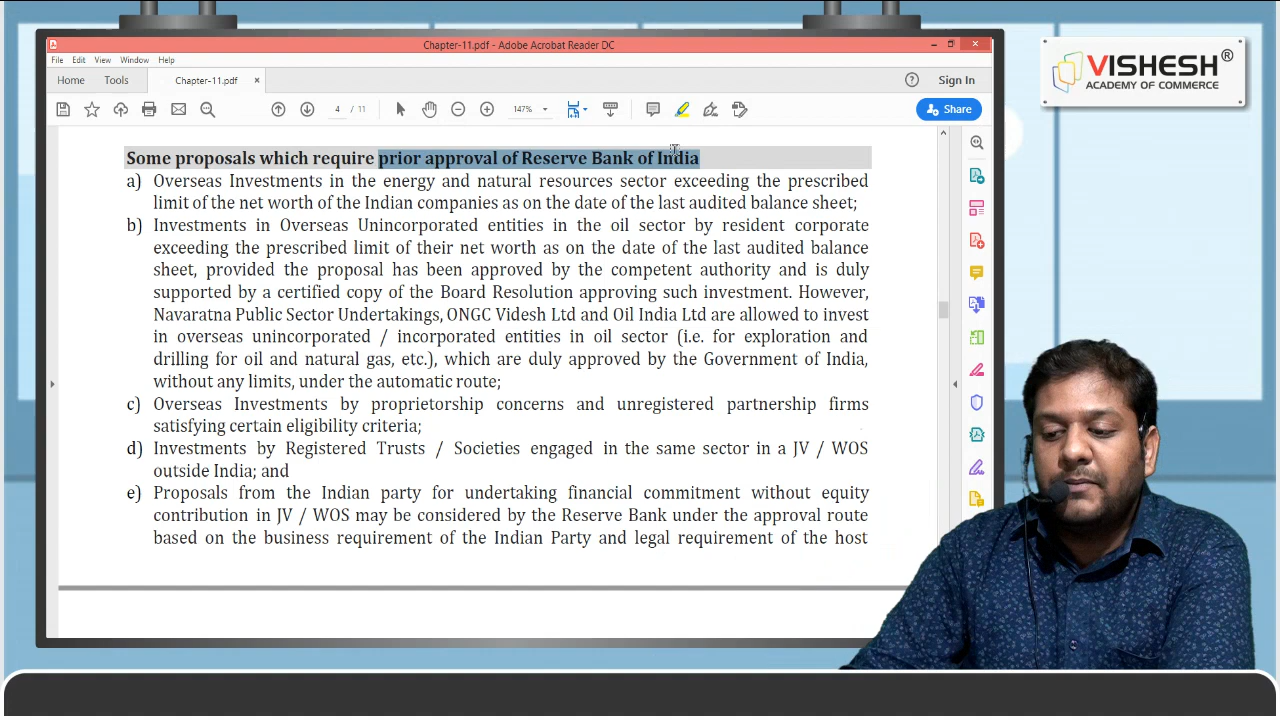 Chapter-11.pdf - Adobe Acrobat Reader DC
File Edit View Window Help
Home Tools Chapter-11.pdf × Sign In
4 / 11 147% Share
VISHESH®
ACADEMY OF COMMERCE
Some proposals which require prior approval of Reserve Bank of India
a) Overseas Investments in the energy and natural resources sector exceeding the prescribed
limit of the net worth of the Indian companies as on the date of the last audited balance sheet;
b) Investments in Overseas Unincorporated entities in the oil sector by resident corporate
exceeding the prescribed limit of their net worth as on the date of the last audited balance
sheet, provided the proposal has been approved by the competent authority and is duly
supported by a certified copy of the Board Resolution approving such investment. However,
Navaratna Public Sector Undertakings, ONGC Videsh Ltd and Oil India Ltd are allowed to invest
in overseas unincorporated / incorporated entities in oil sector (i.e. for exploration and
drilling for oil and natural gas, etc.), which are duly approved by the Government of India,
without any limits, under the automatic route;
c) Overseas Investments by proprietorship concerns and unregistered partnership firms
satisfying certain eligibility criteria;
d) Investments by Registered Trusts / Societies engaged in the same sector in a JV / WOS
outside India; and
e) Proposals from the Indian party for undertaking financial commitment without equity
contribution in JV / WOS may be considered by the Reserve Bank under the approval route
based on the business requirement of the Indian Party and legal requirement of the host